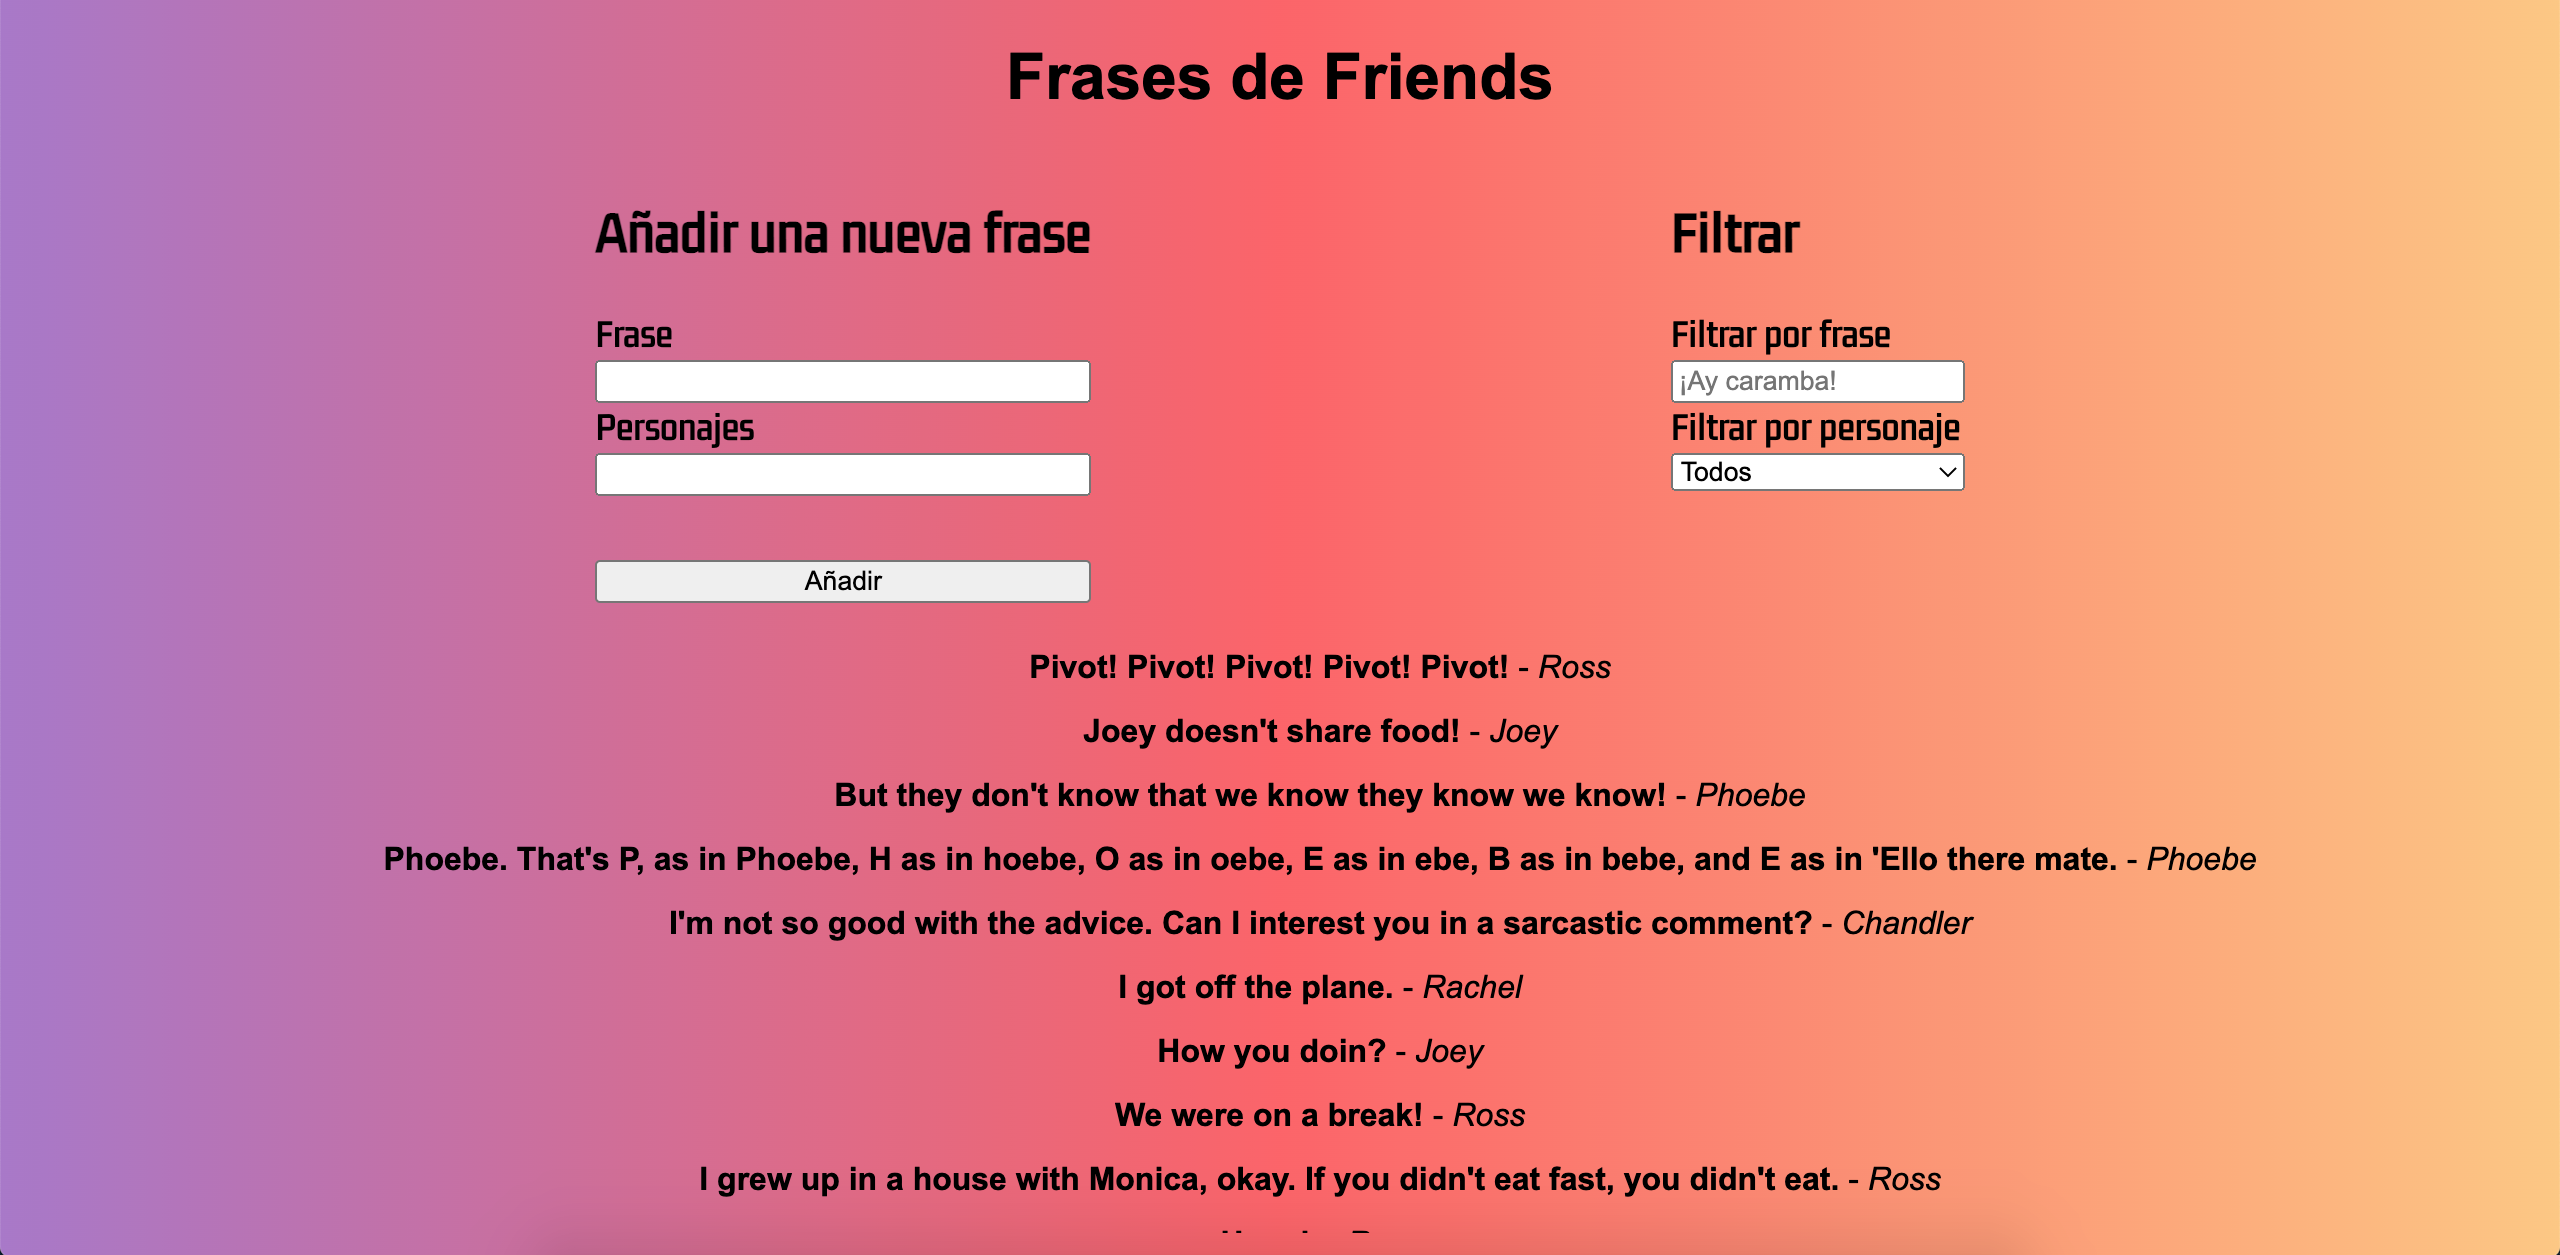 Frases de Friends
Añadir una nueva frase
Frase
Personajes
Añadir
Filtrar
Filtrar por frase
¡Ay caramba!
Filtrar por personaje
Todos
Pivot! Pivot! Pivot! Pivot! Pivot! - Ross
Joey doesn't share food! - Joey
But they don't know that we know they know we know! - Phoebe
Phoebe. That's P, as in Phoebe, H as in hoebe, O as in oebe, E as in ebe, B as in bebe, and E as in 'Ello there mate. - Phoebe
I'm not so good with the advice. Can I interest you in a sarcastic comment? - Chandler
I got off the plane. - Rachel
How you doin? - Joey
We were on a break! - Ross
I grew up in a house with Monica, okay. If you didn't eat fast, you didn't eat. - Ross